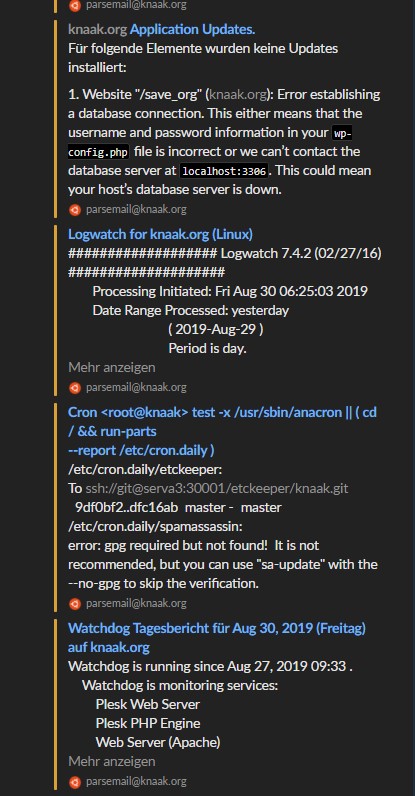 parsemail@knaak.org
knaak.org Application Updates.
Für folgende Elemente wurden keine Updates
installiert:
1. Website "/save_org" (knaak.org): Error establishing
a database connection. This either means that the
username and password information in your wp-
config.php file is incorrect or we can't contact the
database server at localhost:3306. This could mean
your host's database server is down.
parsemail@knaak.org
Logwatch for knaak.org (Linux)
################### Logwatch 7.4.2 (02/27/16)
####################
Processing Initiated: Fri Aug 30 06:25:03 2019
Date Range Processed: yesterday
( 2019-Aug-29 )
Period is day.
Mehr anzeigen
parsemail@knaak.org
Cron <root@knaak> test -x /usr/sbin/anacron || ( cd
/ && run-parts
--report /etc/cron.daily )
/etc/cron.daily/etckeeper:
To ssh://git@serva3:30001/etckeeper/knaak.git
9df0bf2..dfc16ab master - master
/etc/cron.daily/spamassassin:
error: gpg required but not found! It is not
recommended, but you can use "sa-update" with the
--no-gpg to skip the verification.
parsemail@knaak.org
Watchdog Tagesbericht für Aug 30, 2019 (Freitag)
auf knaak.org
Watchdog is running since Aug 27, 2019 09:33 .
Watchdog is monitoring services:
Plesk Web Server
Plesk PHP Engine
Web Server (Apache)
Mehr anzeigen
parsemail@knaak.org